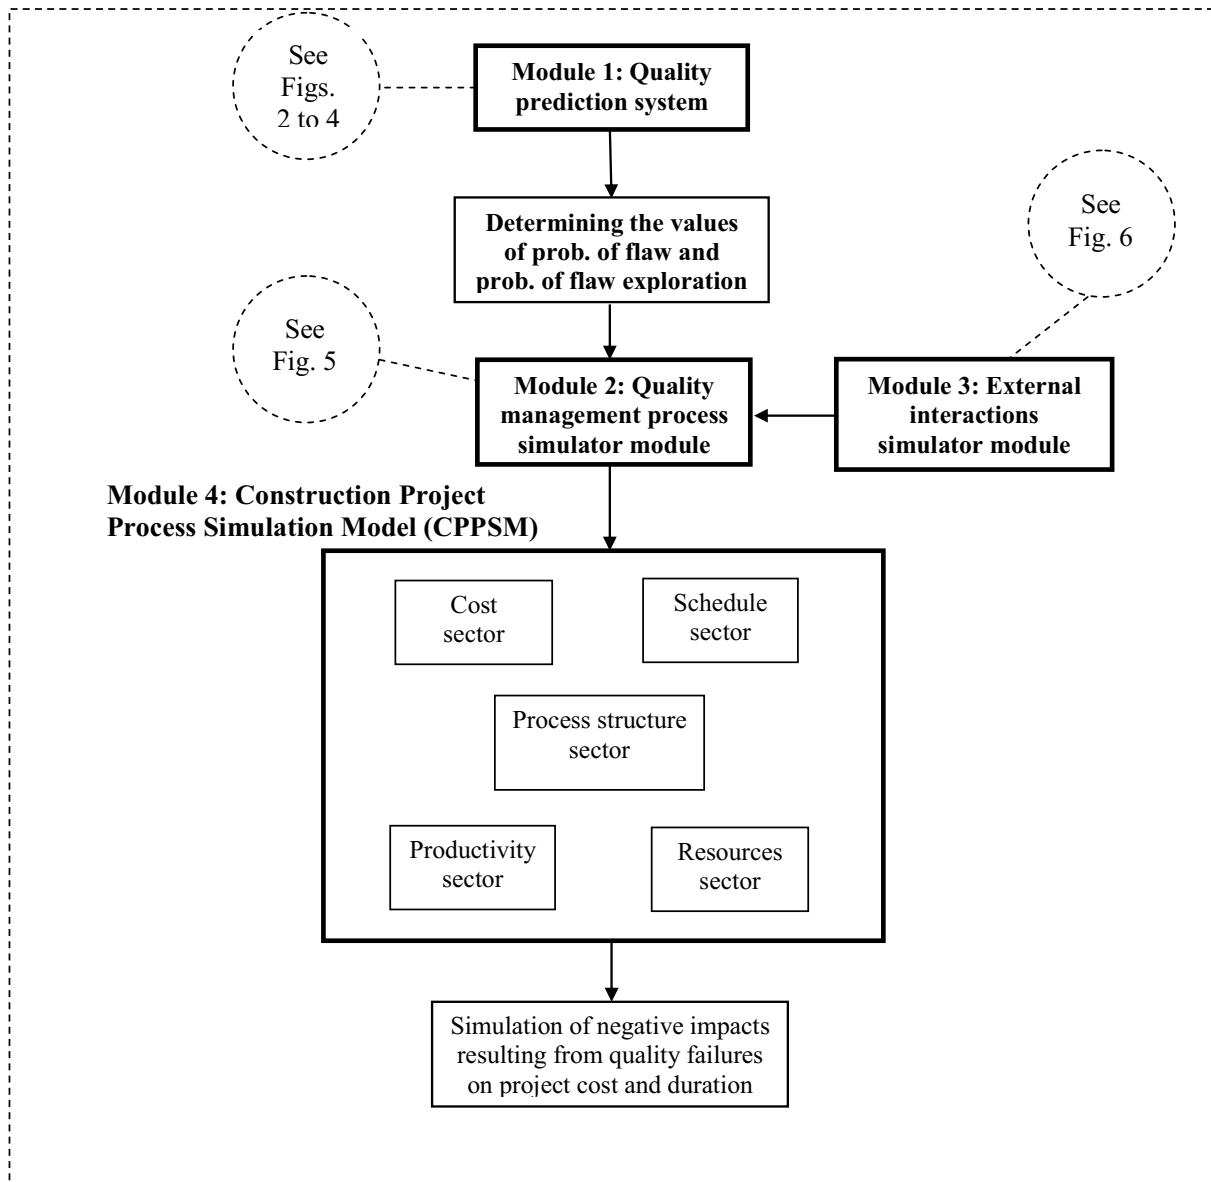 See
Figs.
2 to 4
Module 1: Quality
prediction system
Determining the values
of prob. of flaw and
prob. of flaw exploration
See
Fig. 6
See
Fig. 5
Module 2: Quality
management process
simulator module
Module 3: External
interactions
simulator module
Module 4: Construction Project
Process Simulation Model (CPPSM)
Cost
sector
Schedule
sector
Process structure
sector
Productivity
sector
Resources
sector
Simulation of negative impacts
resulting from quality failures
on project cost and duration